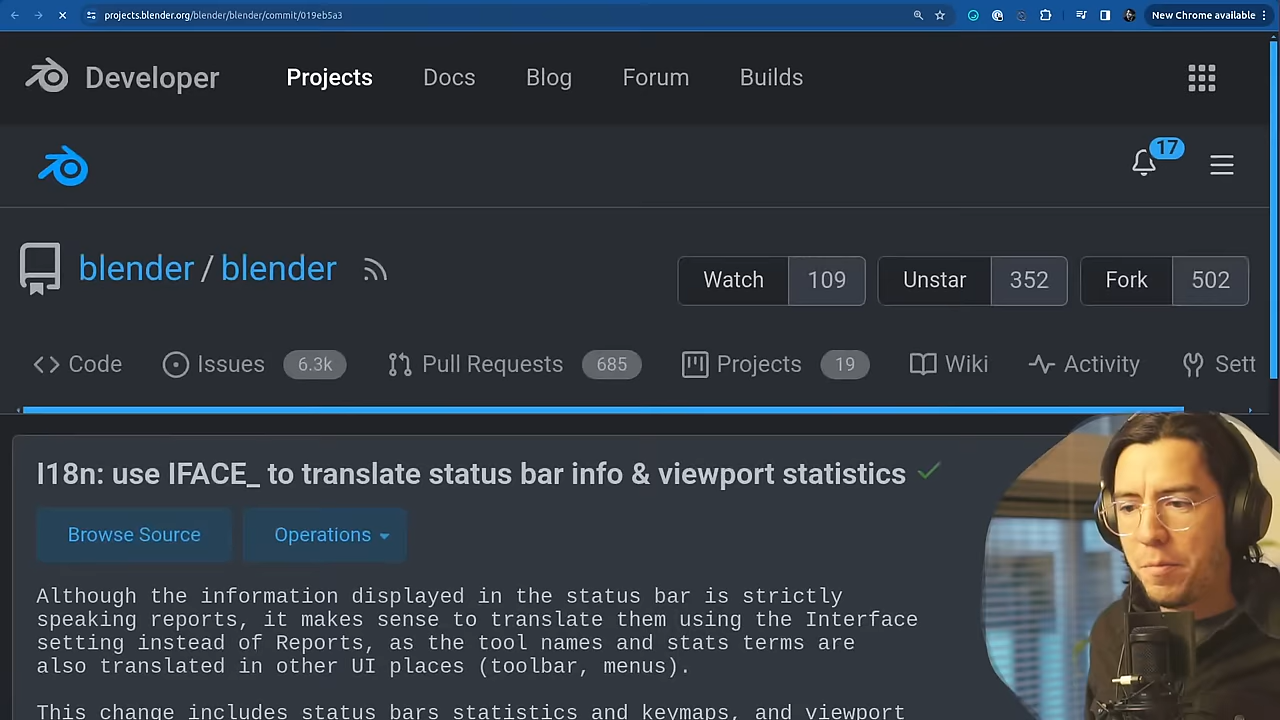 projects.blender.org/blender/blender/commit/019eb5a3
New Chrome available
Developer
Projects
Docs
Blog
Forum
Builds
17
blender / blender
Watch 109
Unstar 352
Fork 502
Code
Issues 6.3k
Pull Requests 685
Projects 19
Wiki
Activity
Sett
I18n: use IFACE_ to translate status bar info & viewport statistics
Browse Source
Operations
Although the information displayed in the status bar is strictly
speaking reports, it makes sense to translate them using the Interface
setting instead of Reports, as the tool names and stats terms are
also translated in other UI places (toolbar, menus).
This change includes status bars statistics and keymaps, and viewport